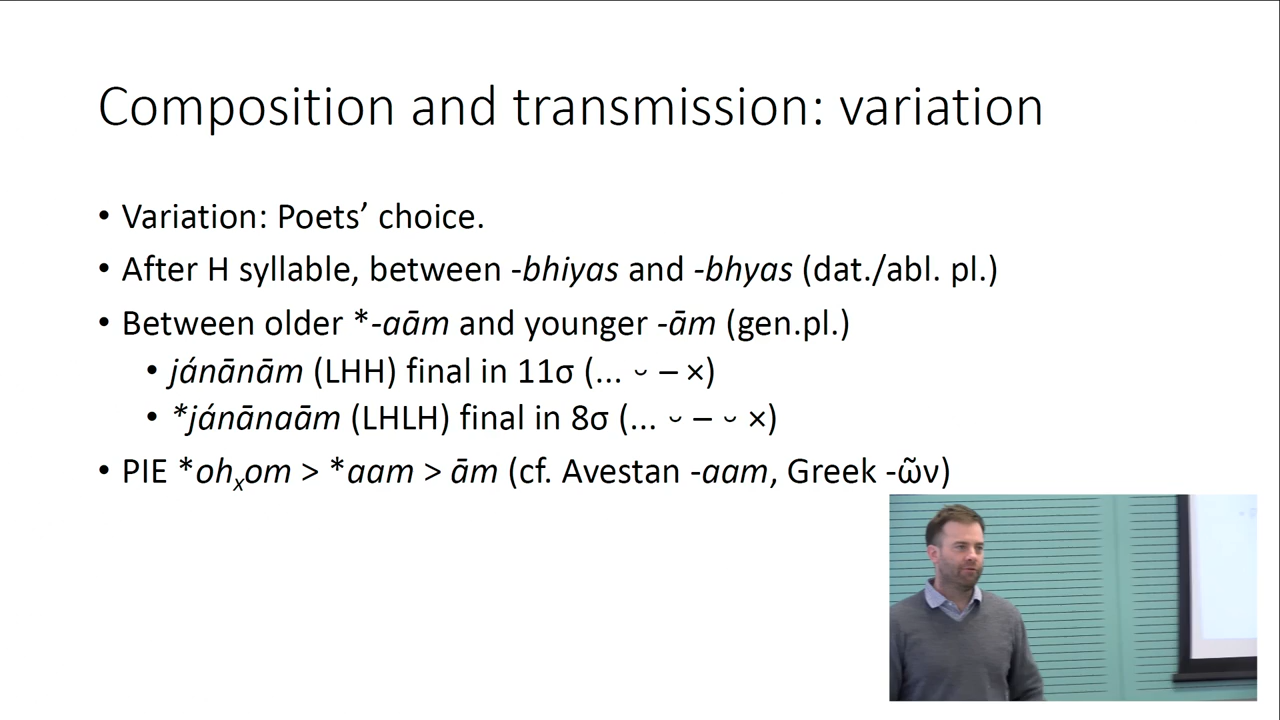 Composition and transmission: variation
• Variation: Poets’ choice.
• After H syllable, between -bhiyas and -bhyas (dat./abl. pl.)
• Between older *-aām and younger -ām (gen.pl.)
• jánānām (LHH) final in 11σ (... ⏑ – ×)
• *jánānaām (LHLH) final in 8σ (... ⏑ – ⏑ ×)
• PIE *ohₓom > *aam > ām (cf. Avestan -aam, Greek -ῶν)